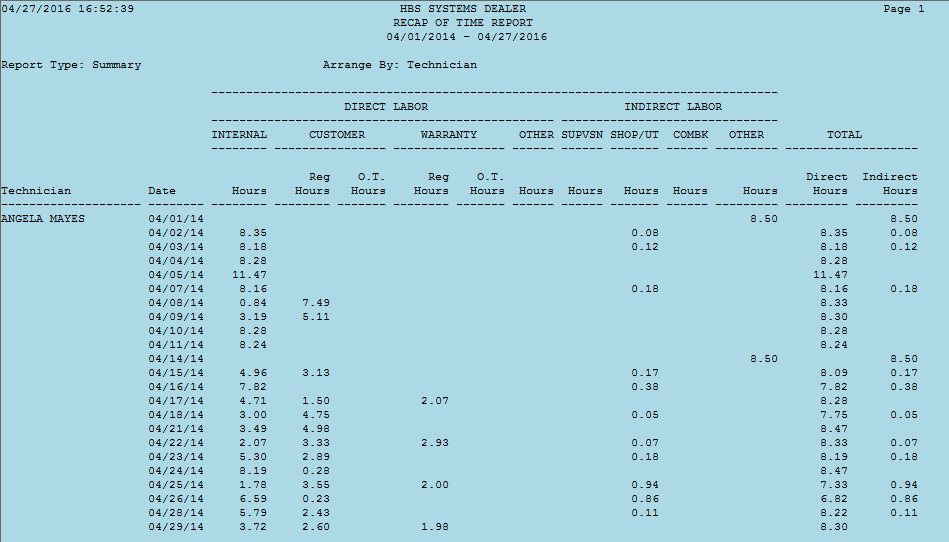 04/27/2016 16:52:39 HBS SYSTEMS DEALER Page 1
RECAP OF TIME REPORT
04/01/2014 - 04/27/2016
Report Type: Summary Arrange By: Technician
DIRECT LABOR INDIRECT LABOR
INTERNAL CUSTOMER WARRANTY OTHER SUPVSN SHOP/UT COMBK OTHER TOTAL
Reg O.T. Reg O.T. Direct Indirect
Technician Date Hours Hours Hours Hours Hours Hours Hours Hours Hours Hours Hours Hours
ANGELA MAYES 04/01/14 8.50 8.50
04/02/14 8.35 0.08 8.35 0.08
04/03/14 8.18 0.12 8.18 0.12
04/04/14 8.28 8.28
04/05/14 11.47 11.47
04/07/14 8.16 0.18 8.16 0.18
04/08/14 0.84 7.49 8.33
04/09/14 3.19 5.11 8.30
04/10/14 8.28 8.28
04/11/14 8.24 8.24
04/14/14 8.50 8.50
04/15/14 4.96 3.13 0.17 8.09 0.17
04/16/14 7.82 0.38 7.82 0.38
04/17/14 4.71 1.50 2.07 8.28
04/18/14 3.00 4.75 0.05 7.75 0.05
04/21/14 3.49 4.98 8.47
04/22/14 2.07 3.33 2.93 0.07 8.33 0.07
04/23/14 5.30 2.89 0.18 8.19 0.18
04/24/14 8.19 0.28 8.47
04/25/14 1.78 3.55 2.00 0.94 7.33 0.94
04/26/14 6.59 0.23 0.86 6.82 0.86
04/28/14 5.79 2.43 0.11 8.22 0.11
04/29/14 3.72 2.60 1.98 8.30